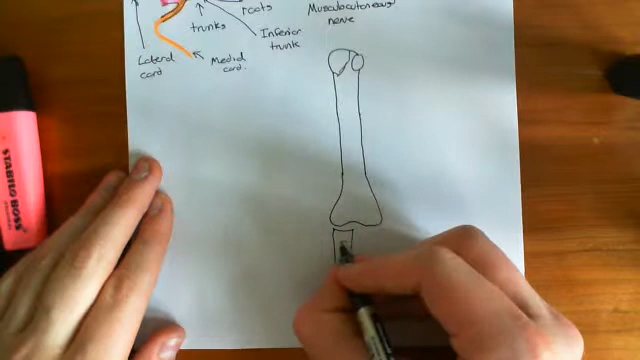 roots
trunks
Inferior
trunk
Lateral
cord
Medial
cord.
Musculocutaneous
nerve
STABILO BOSS